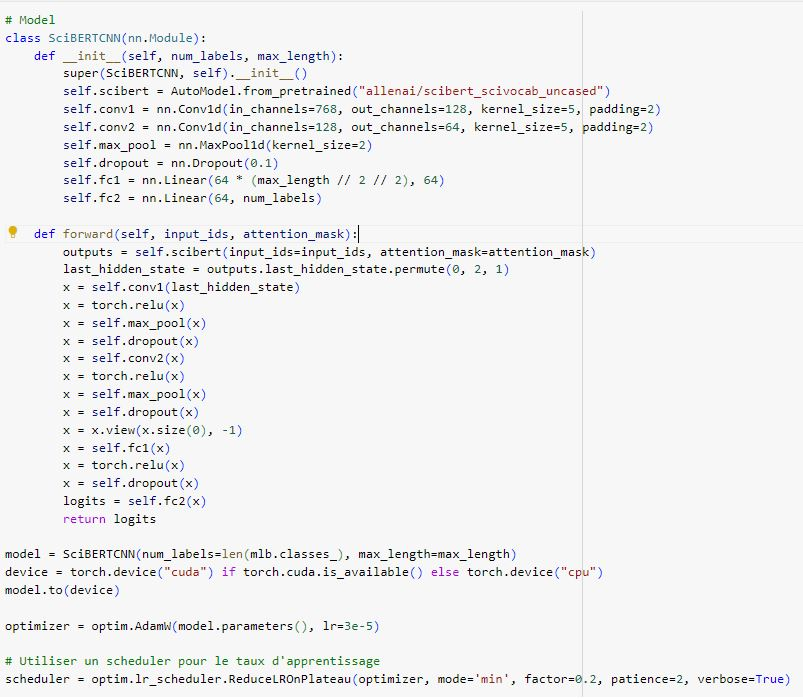 # Model
class SciBERTCNN(nn.Module):
    def __init__(self, num_labels, max_length):
        super(SciBERTCNN, self).__init__()
        self.scibert = AutoModel.from_pretrained("allenai/scibert_scivocab_uncased")
        self.conv1 = nn.Conv1d(in_channels=768, out_channels=128, kernel_size=5, padding=2)
        self.conv2 = nn.Conv1d(in_channels=128, out_channels=64, kernel_size=5, padding=2)
        self.max_pool = nn.MaxPool1d(kernel_size=2)
        self.dropout = nn.Dropout(0.1)
        self.fc1 = nn.Linear(64 * (max_length // 2 // 2), 64)
        self.fc2 = nn.Linear(64, num_labels)
    def forward(self, input_ids, attention_mask):
        outputs = self.scibert(input_ids=input_ids, attention_mask=attention_mask)
        last_hidden_state = outputs.last_hidden_state.permute(0, 2, 1)
        x = self.conv1(last_hidden_state)
        x = torch.relu(x)
        x = self.max_pool(x)
        x = self.dropout(x)
        x = self.conv2(x)
        x = torch.relu(x)
        x = self.max_pool(x)
        x = self.dropout(x)
        x = x.view(x.size(0), -1)
        x = self.fc1(x)
        x = torch.relu(x)
        x = self.dropout(x)
        logits = self.fc2(x)
        return logits
model = SciBERTCNN(num_labels=len(mlb.classes_), max_length=max_length)
device = torch.device("cuda") if torch.cuda.is_available() else torch.device("cpu")
model.to(device)
optimizer = optim.AdamW(model.parameters(), lr=3e-5)
# Utiliser un scheduler pour le taux d'apprentissage
scheduler = optim.lr_scheduler.ReduceLROnPlateau(optimizer, mode='min', factor=0.2, patience=2, verbose=True)